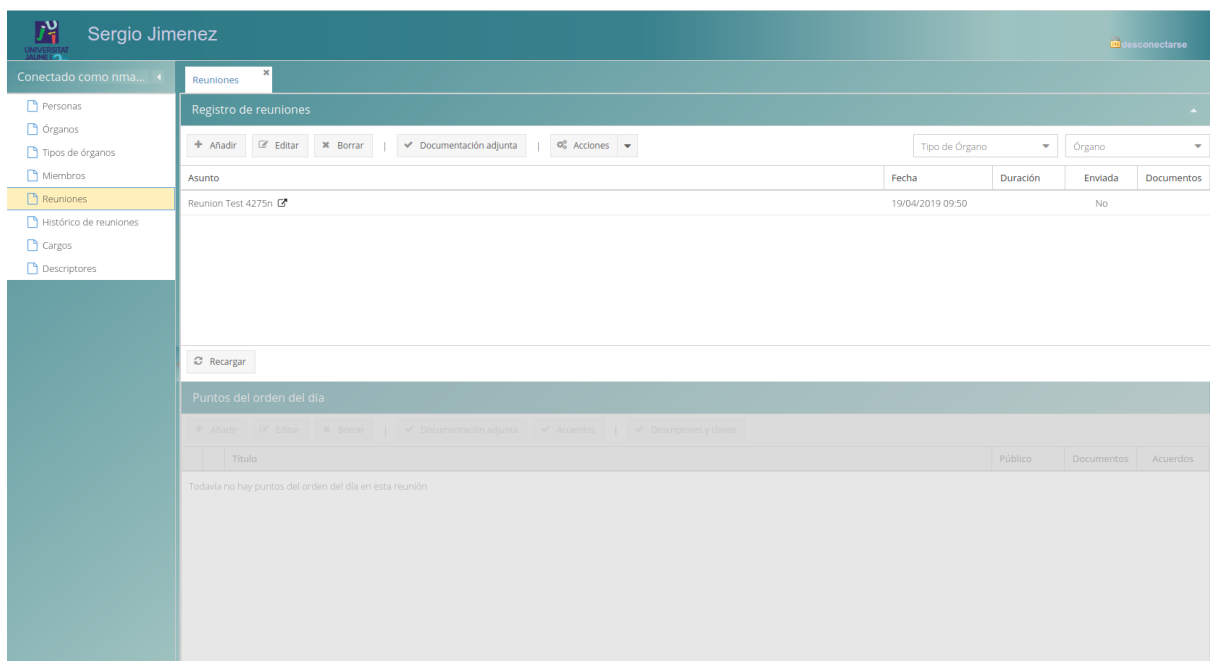 UNIVERSITAT
JAUME I
Sergio Jimenez
desconectarse
Conectado como nma...
Personas
Órganos
Tipos de órganos
Miembros
Reuniones
Histórico de reuniones
Cargos
Descriptores
Reuniones
Registro de reuniones
Añadir Editar Borrar | Documentación adjunta | Acciones Tipo de Órgano Órgano
Asunto Fecha Duración Enviada Documentos
Reunion Test 4275n 19/04/2019 09:50 No
Recargar
Puntos del orden del día
Añadir Editar Borrar | Documentación adjunta Acuerdos | Descriptores y claves
Título Público Documentos Acuerdos
Todavía no hay puntos del orden del día en esta reunión